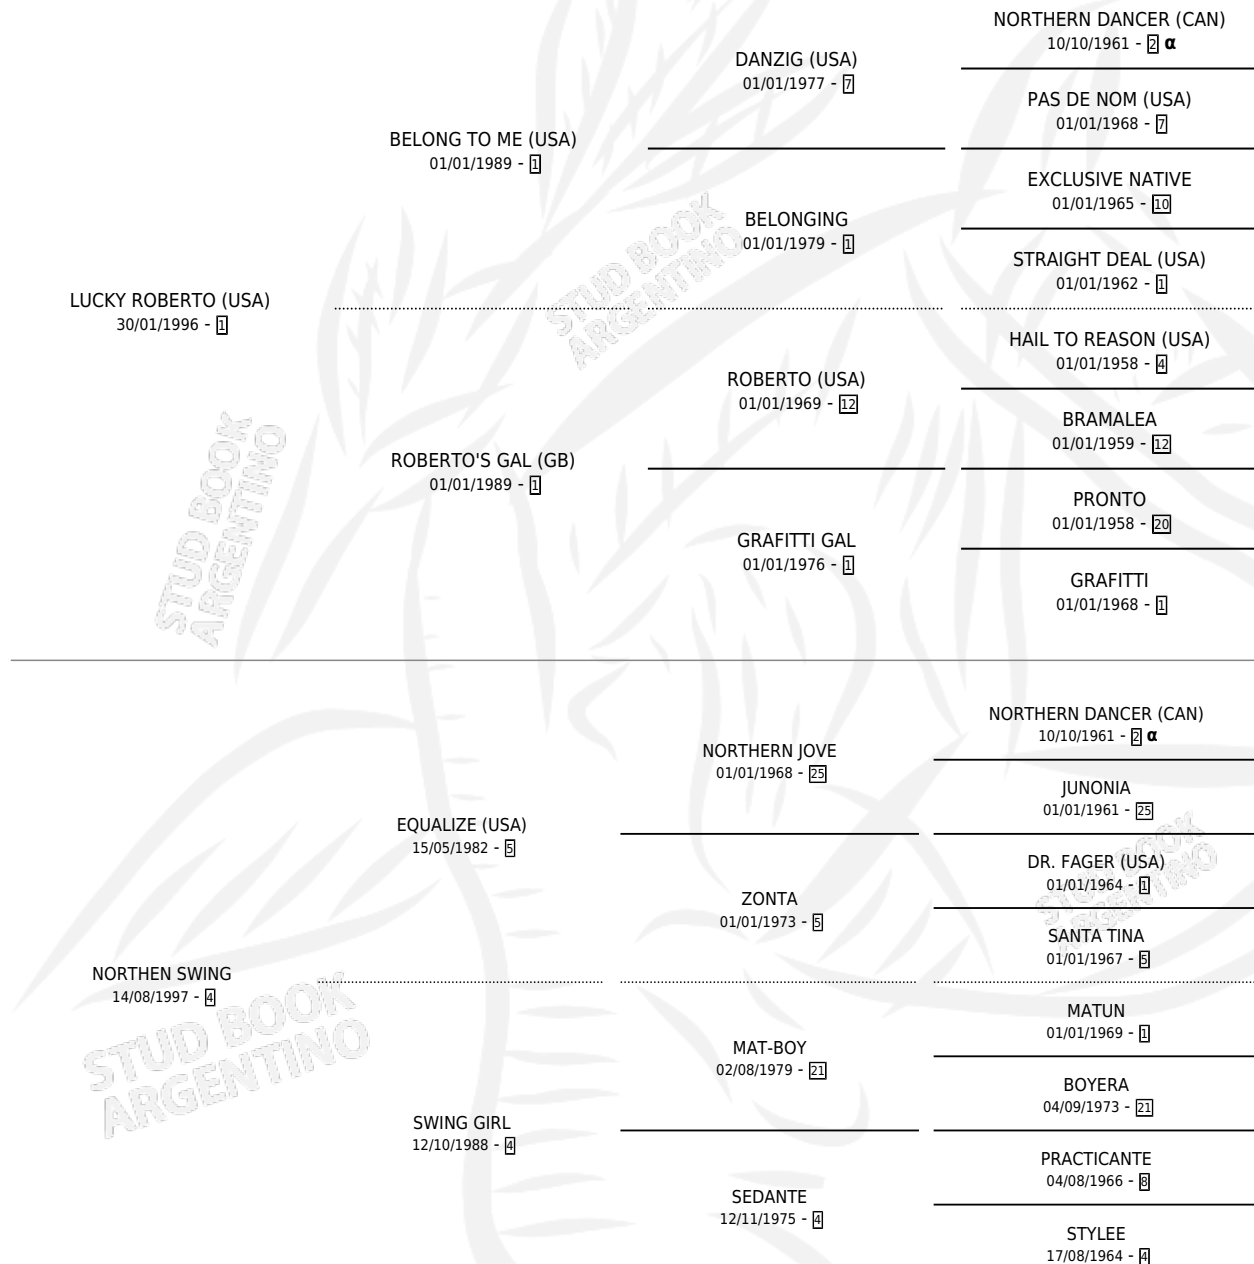 NORTHERN DANCER (CAN)
10/10/1961 - 2 α
DANZIG (USA)
01/01/1977 - 7
PAS DE NOM (USA)
01/01/1968 - 7
BELONG TO ME (USA)
01/01/1989 - 1
EXCLUSIVE NATIVE
01/01/1965 - 10
BELONGING
01/01/1979 - 1
STRAIGHT DEAL (USA)
01/01/1962 - 1
LUCKY ROBERTO (USA)
30/01/1996 - 1
HAIL TO REASON (USA)
01/01/1958 - 4
ROBERTO (USA)
01/01/1969 - 12
BRAMALEA
01/01/1959 - 12
ROBERTO'S GAL (GB)
01/01/1989 - 1
PRONTO
01/01/1958 - 20
GRAFITTI GAL
01/01/1976 - 1
GRAFITTI
01/01/1968 - 1
NORTHERN DANCER (CAN)
10/10/1961 - 2 α
NORTHERN JOVE
01/01/1968 - 25
JUNONIA
01/01/1961 - 25
EQUALIZE (USA)
15/05/1982 - 5
DR. FAGER (USA)
01/01/1964 - 1
ZONTA
01/01/1973 - 5
SANTA TINA
01/01/1967 - 5
NORTHEN SWING
14/08/1997 - 4
MATUN
01/01/1969 - 1
MAT-BOY
02/08/1979 - 21
BOYERA
04/09/1973 - 21
SWING GIRL
12/10/1988 - 4
PRACTICANTE
04/08/1966 - 8
SEDANTE
12/11/1975 - 4
STYLEE
17/08/1964 - 4
STUD BOOK
ARGENTINO
STUD BOOK
ARGENTINO
STUD BOOK
ARGENTINO
STUD BOOK
ARGENTINO